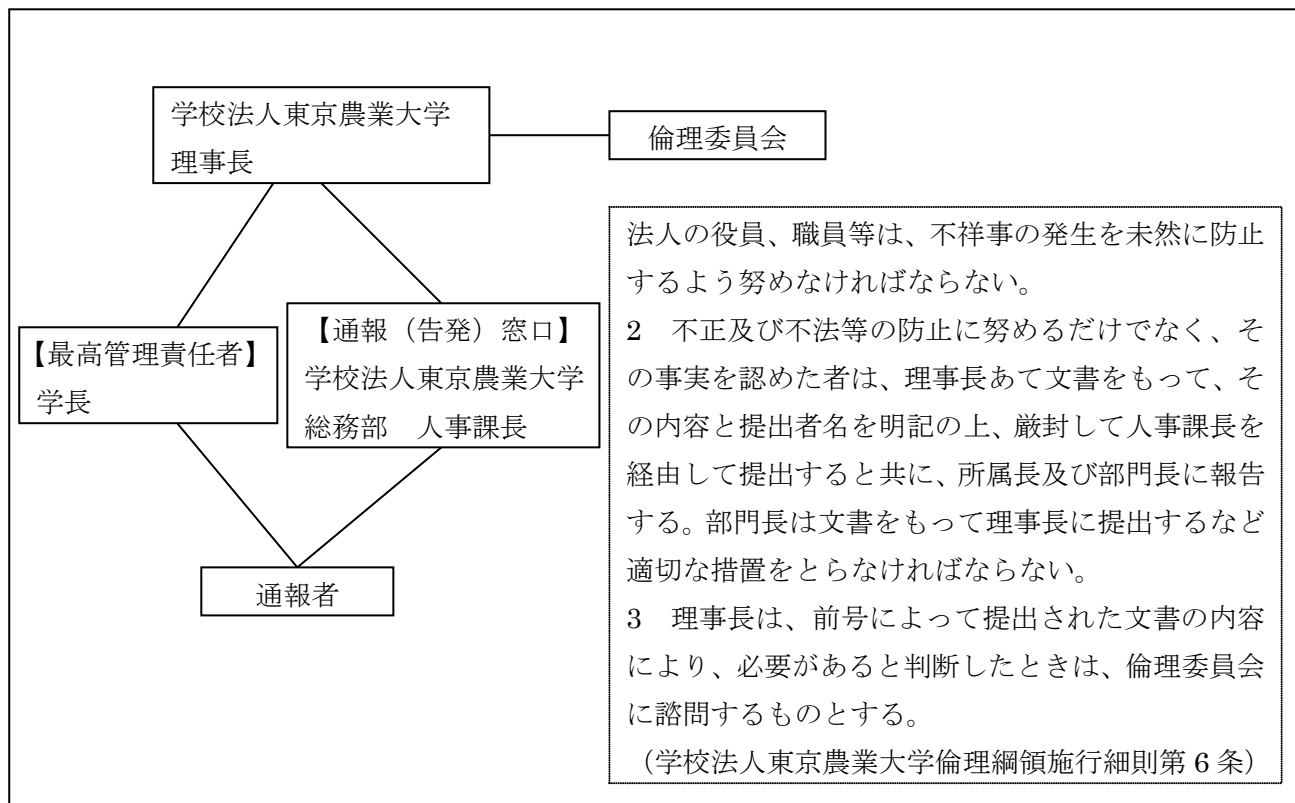 学校法人東京農業大学
理事長
倫理委員会
【最高管理責任者】
学長
【通報（告発）窓口】
学校法人東京農業大学
総務部　人事課長
通報者
法人の役員、職員等は、不祥事の発生を未然に防止
するよう努めなければならない。
2　不正及び不法等の防止に努めるだけでなく、そ
の事実を認めた者は、理事長あて文書をもって、そ
の内容と提出者名を明記の上、厳封して人事課長を
経由して提出すると共に、所属長及び部門長に報告
する。部門長は文書をもって理事長に提出するなど
適切な措置をとらなければならない。
3　理事長は、前号によって提出された文書の内容
により、必要があると判断したときは、倫理委員会
に諮問するものとする。
（学校法人東京農業大学倫理綱領施行細則第 6 条）